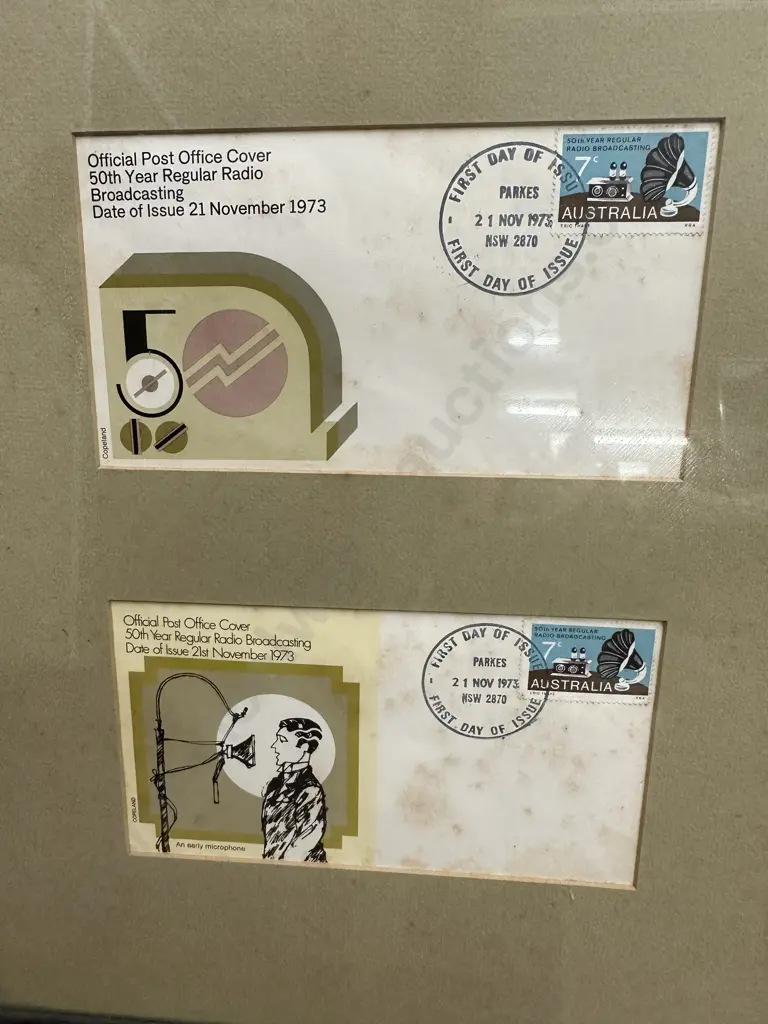 Official Post Office Cover
50th Year Regular Radio
Broadcasting
Date of Issue 21 November 1973
FIRST DAY OF ISSUE
PARKES
21 NOV 1973
NSW 2870
FIRST DAY OF ISSUE
50TH YEAR REGULAR
RADIO BROADCASTING
7c
AUSTRALIA
50
Copeland
Official Post Office Cover
50th Year Regular Radio Broadcasting
Date of Issue 21st November 1973
FIRST DAY OF ISSUE
PARKES
21 NOV 1973
NSW 2870
FIRST DAY OF ISSUE
50TH YEAR REGULAR
RADIO BROADCASTING
7c
AUSTRALIA
COPELAND
An early microphone